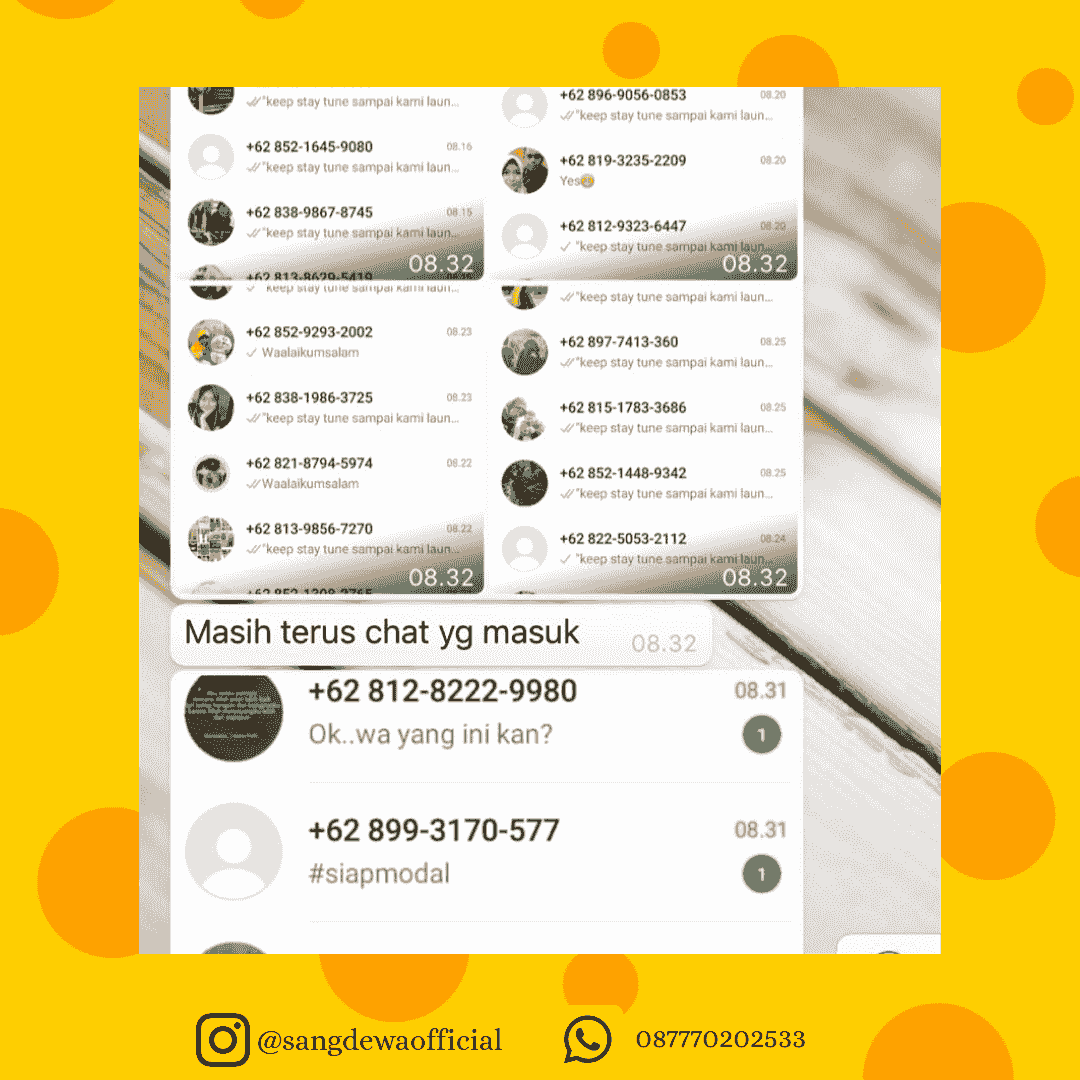 "keep stay tune sampai kami laun...
+62 852-1645-9080 08.16
"keep stay tune sampai kami laun...
+62 838-9867-8745 08.15
"keep stay tune sampai kami laun...
+62 813-8629-5419
08.32
+62 896-9056-0853 08.20
"keep stay tune sampai kami laun...
+62 819-3235-2209 08.20
Yes
+62 812-9323-6447 08.20
"keep stay tune sampai kami laun...
08.32
"keep stay tune sampai kami laun...
+62 852-9293-2002 08.23
Waalaikumsalam
+62 838-1986-3725 08.23
"keep stay tune sampai kami laun...
+62 821-8794-5974 08.22
Waalaikumsalam
+62 813-9856-7270 08.22
"keep stay tune sampai kami laun...
08.32
"keep stay tune sampai kami laun...
+62 897-7413-360 08.25
"keep stay tune sampai kami laun...
+62 815-1783-3686 08.25
"keep stay tune sampai kami laun...
+62 852-1448-9342 08.25
"keep stay tune sampai kami laun...
+62 822-5053-2112 08.24
"keep stay tune sampai kami laun...
08.32
Masih terus chat yg masuk 08.32
+62 812-8222-9980 08.31
Ok..wa yang ini kan? 1
+62 899-3170-577 08.31
#siapmodal 1
@sangdewaofficial 087770202533